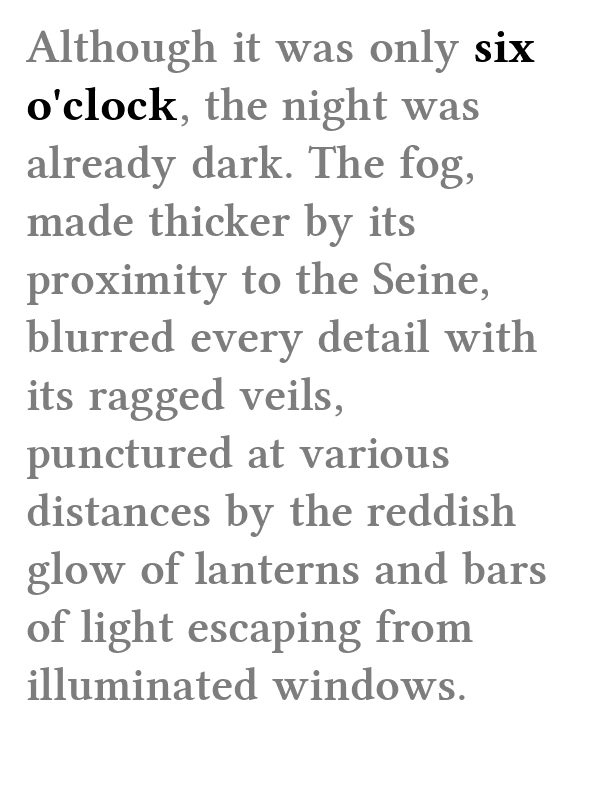 Although it was only six
o'clock, the night was
already dark. The fog,
made thicker by its
proximity to the Seine,
blurred every detail with
its ragged veils,
punctured at various
distances by the reddish
glow of lanterns and bars
of light escaping from
illuminated windows.